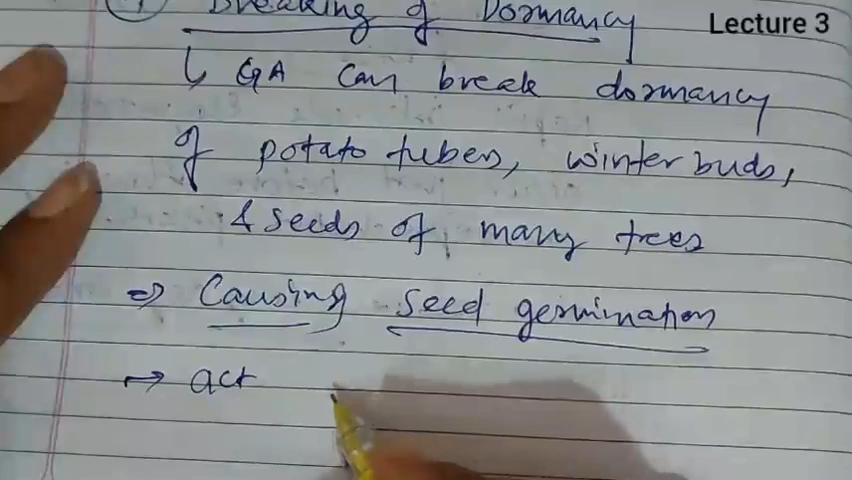 Breaking of Dormancy
Lecture 3
↳ GA can break dormancy
of potato tubers, winter buds,
& seeds of many trees
⇒ Causing seed germination
→ act